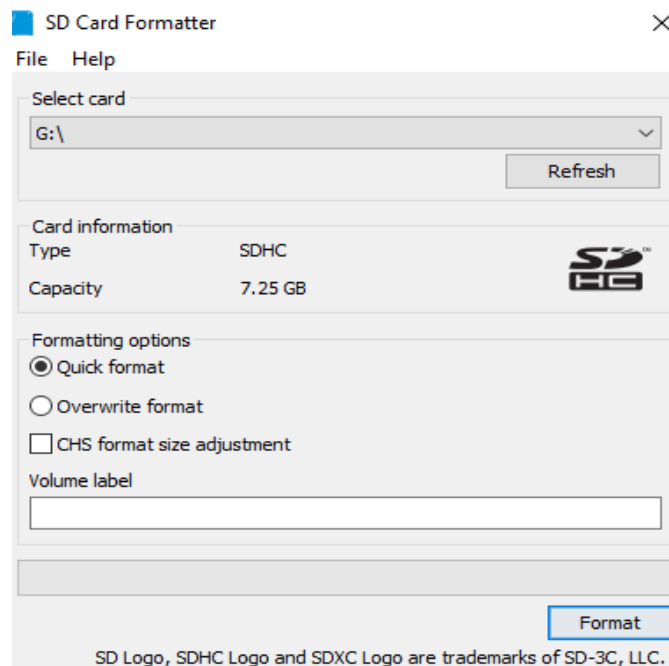 SD Card Formatter
File Help
Select card
G:\
Refresh
Card information
Type SDHC
Capacity 7.25 GB
SD HC TM
Formatting options
Quick format
Overwrite format
CHS format size adjustment
Volume label
Format
SD Logo, SDHC Logo and SDXC Logo are trademarks of SD-3C, LLC.